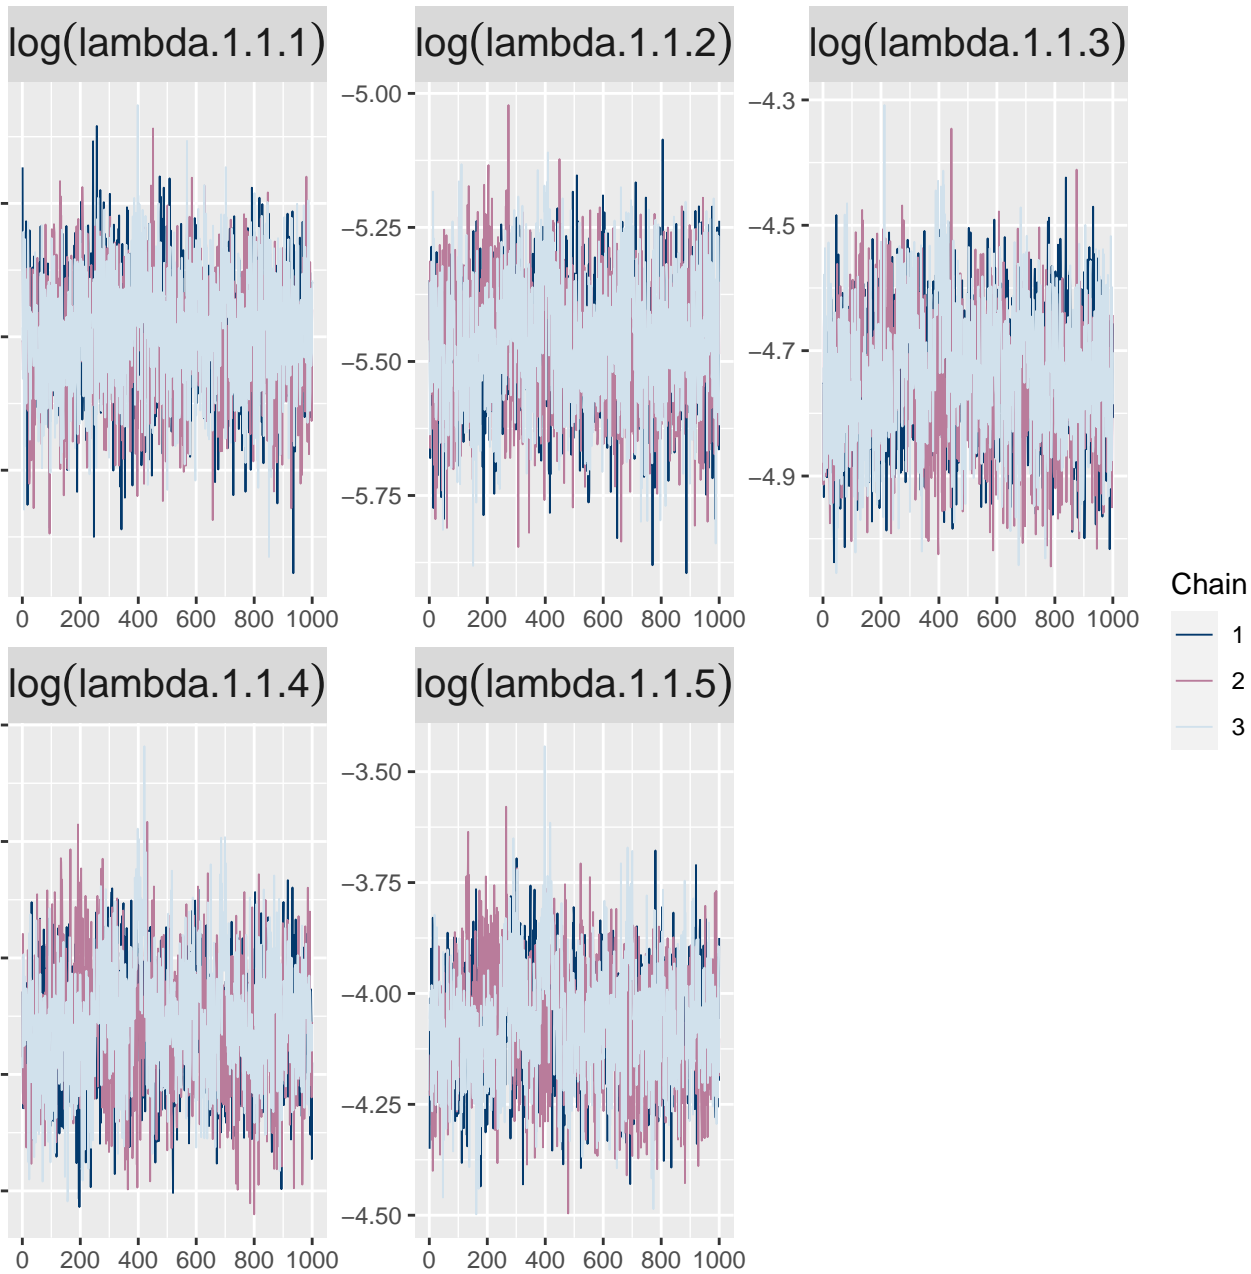 log(lambda.1.1.1) log(lambda.1.1.2) log(lambda.1.1.3)
−5.00
−5.25
−5.50
−5.75
−4.3
−4.5
−4.7
−4.9
0 200 400 600 800 1000
0 200 400 600 800 1000
0 200 400 600 800 1000
log(lambda.1.1.4) log(lambda.1.1.5)
−3.50
−3.75
−4.00
−4.25
−4.50
0 200 400 600 800 1000
0 200 400 600 800 1000
Chain
1
2
3